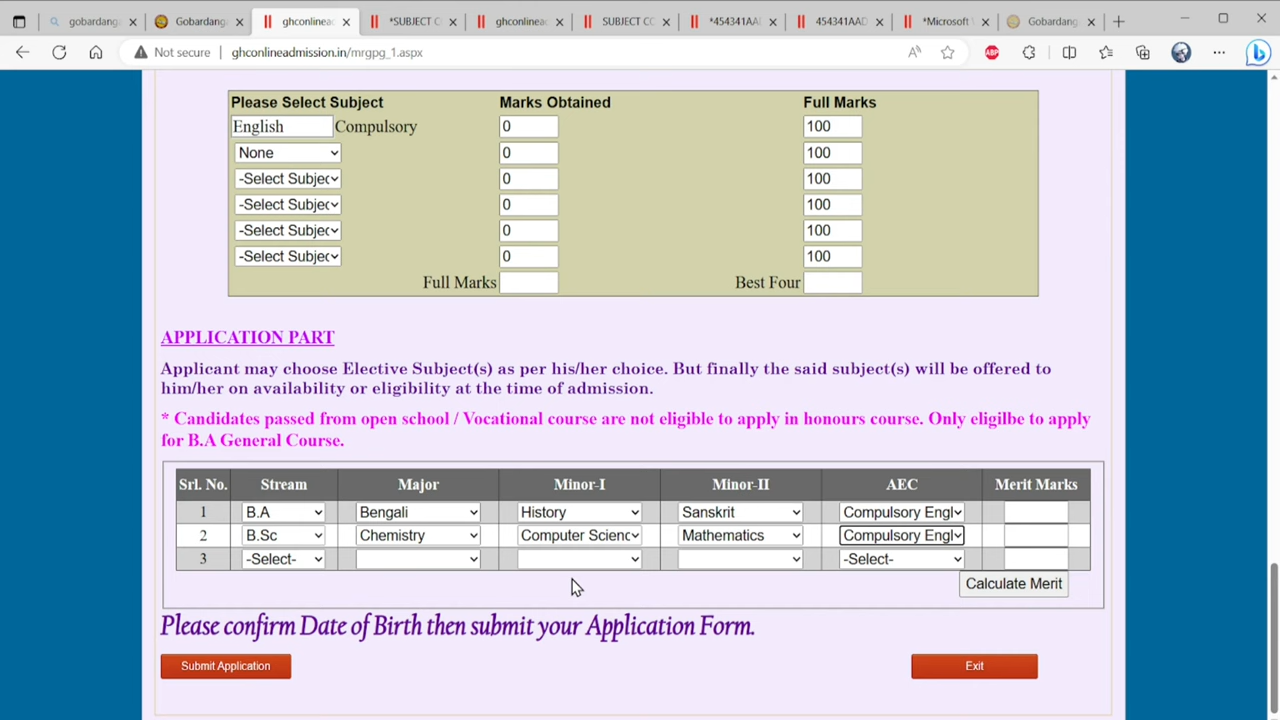 gobardanga
Gobardang
ghconlineac
*SUBJECT C
ghconlineac
SUBJECT CO
*454341AA
454341AAD
*Microsoft
Gobardang
Not secure ghconlineadmission.in/mrgpg_1.aspx
Please Select Subject Marks Obtained Full Marks
English Compulsory 0 100
None 0 100
-Select Subjec 0 100
-Select Subjec 0 100
-Select Subjec 0 100
-Select Subjec 0 100
Full Marks Best Four
APPLICATION PART
Applicant may choose Elective Subject(s) as per his/her choice. But finally the said subject(s) will be offered to
him/her on availability or eligibility at the time of admission.
* Candidates passed from open school / Vocational course are not eligible to apply in honours course. Only eligilbe to apply
for B.A General Course.
Srl. No. Stream Major Minor-I Minor-II AEC Merit Marks
1 B.A Bengali History Sanskrit Compulsory Engl
2 B.Sc Chemistry Computer Scienc Mathematics Compulsory Engl
3 -Select- -Select-
Calculate Merit
Please confirm Date of Birth then submit your Application Form.
Submit Application Exit